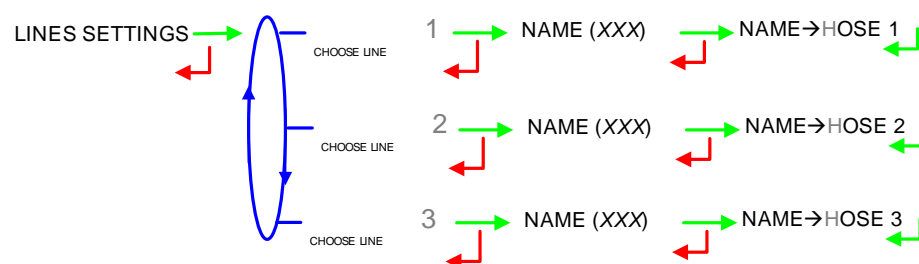 LINES SETTINGS
CHOOSE LINE 1 NAME (XXX) NAME→HOSE 1
CHOOSE LINE 2 NAME (XXX) NAME→HOSE 2
CHOOSE LINE 3 NAME (XXX) NAME→HOSE 3